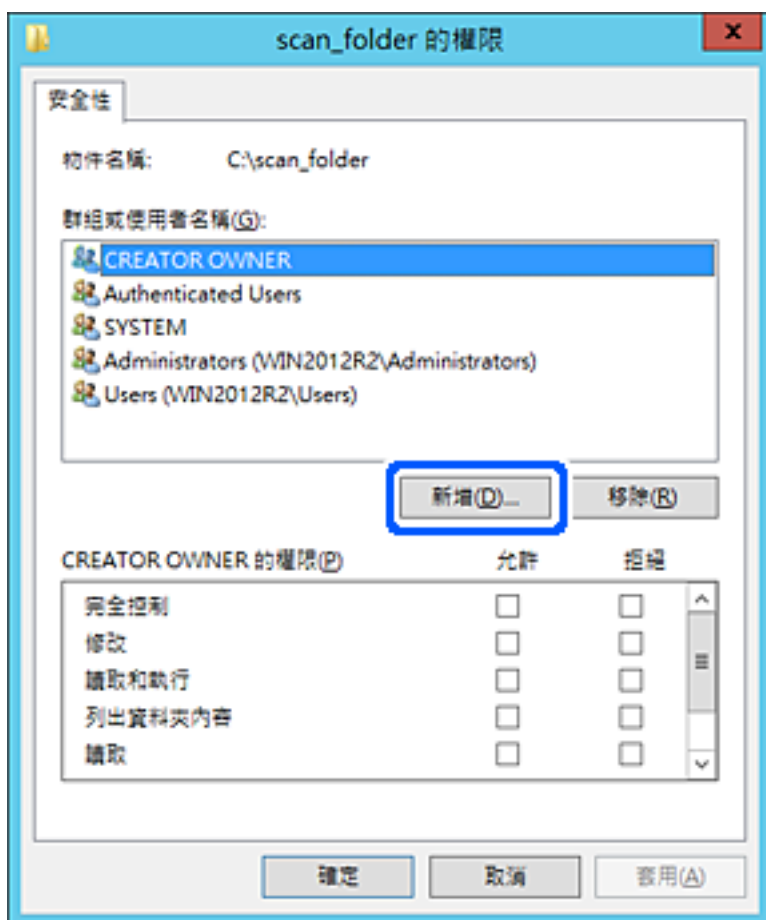 scan_folder 的權限
x
安全性
物件名稱: C:\scan_folder
群組或使用者名稱(G):
CREATOR OWNER
Authenticated Users
SYSTEM
Administrators (WIN2012R2\Administrators)
Users (WIN2012R2\Users)
新增(D)... 移除(R)
CREATOR OWNER 的權限(P) 允許 拒絕
完全控制
修改
讀取和執行
列出資料夾內容
讀取
確定 取消 套用(A)